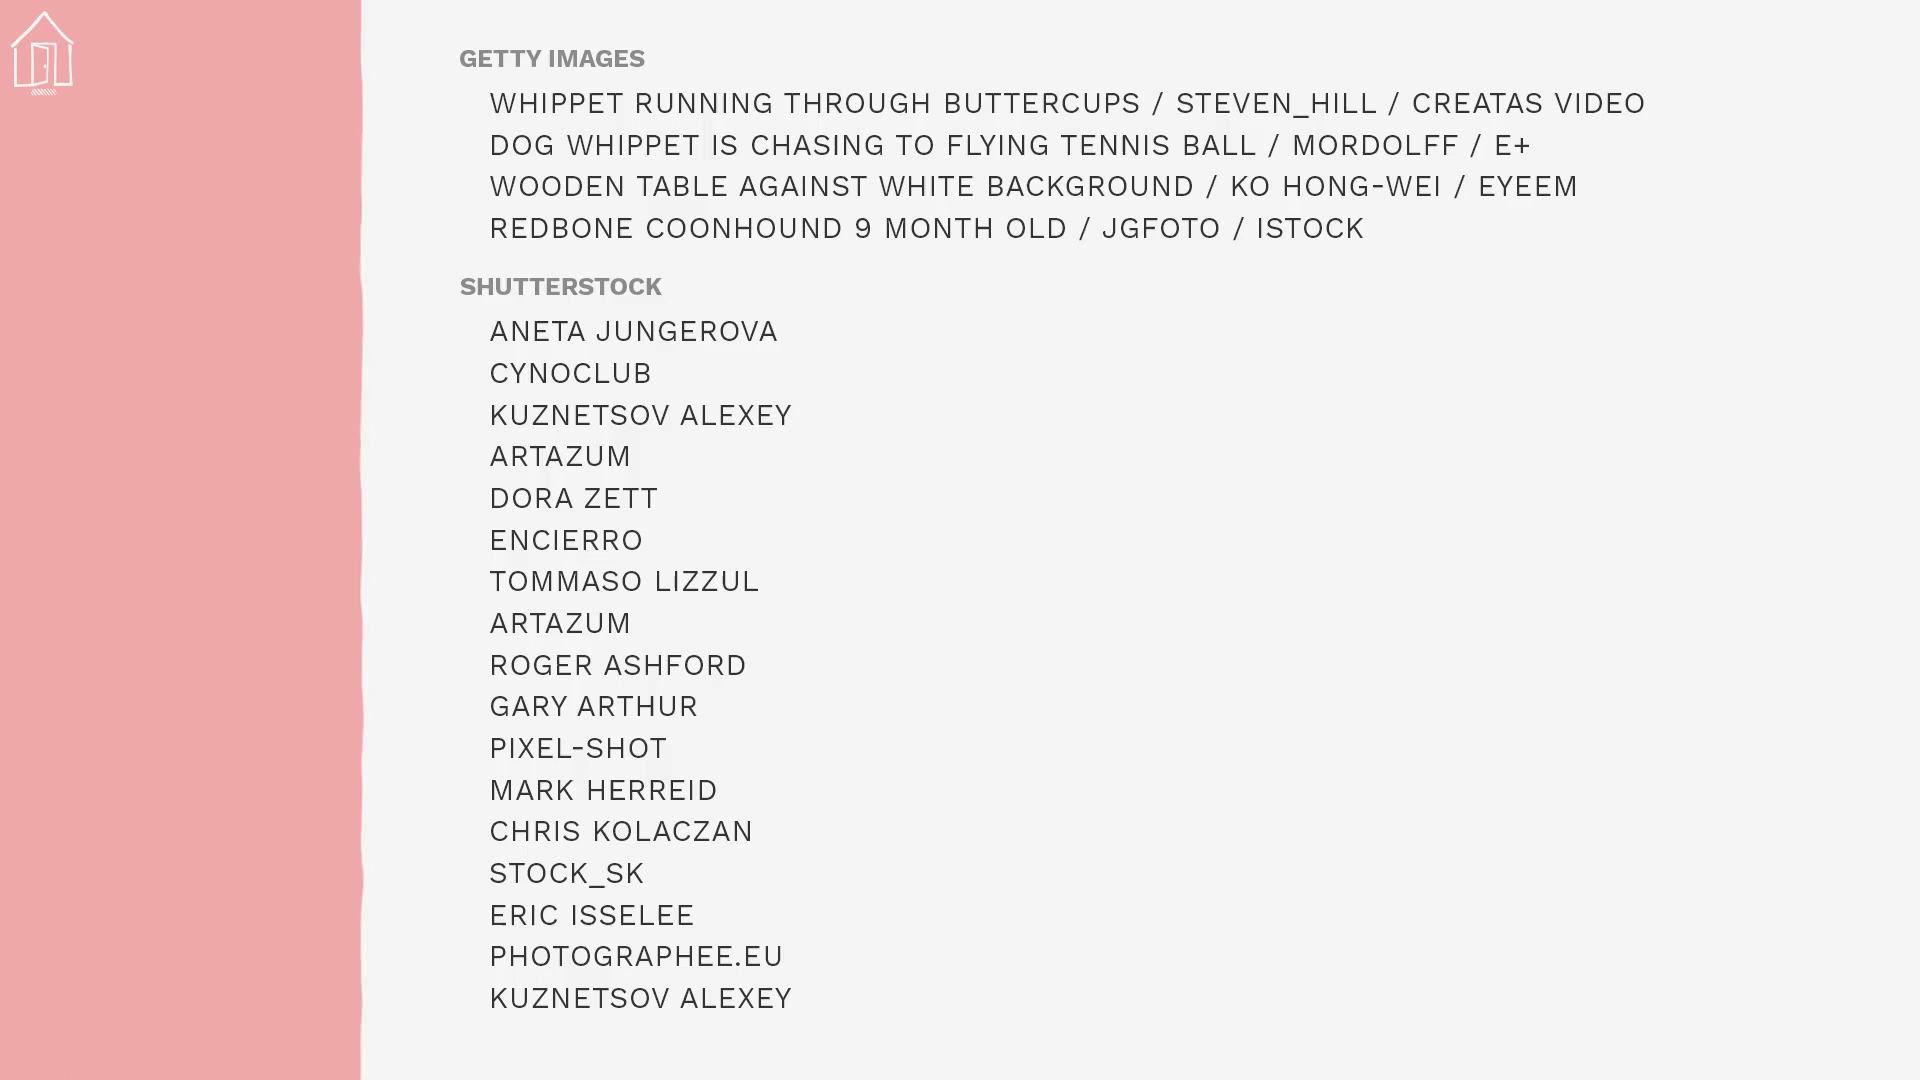 GETTY IMAGES
WHIPPET RUNNING THROUGH BUTTERCUPS / STEVEN_HILL / CREATAS VIDEO
DOG WHIPPET IS CHASING TO FLYING TENNIS BALL / MORDOLFF / E+
WOODEN TABLE AGAINST WHITE BACKGROUND / KO HONG-WEI / EYEEM
REDBONE COONHOUND 9 MONTH OLD / JGFOTO / ISTOCK
SHUTTERSTOCK
ANETA JUNGEROVA
CYNOCLUB
KUZNETSOV ALEXEY
ARTAZUM
DORA ZETT
ENCIERRO
TOMMASO LIZZUL
ARTAZUM
ROGER ASHFORD
GARY ARTHUR
PIXEL-SHOT
MARK HERREID
CHRIS KOLACZAN
STOCK_SK
ERIC ISSELEE
PHOTOGRAPHEE.EU
KUZNETSOV ALEXEY